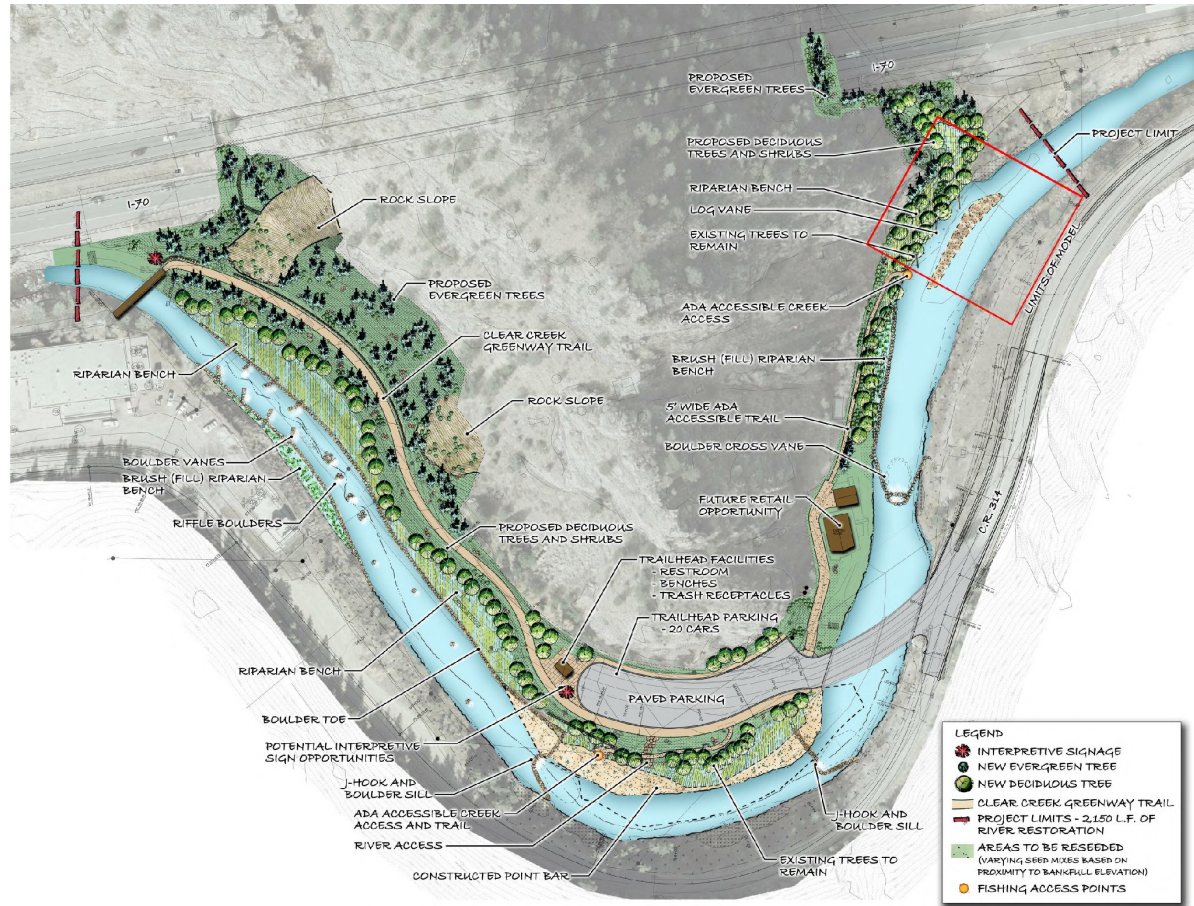 I-70
PROPOSED
EVERGREEN TREES
PROJECT LIMIT
PROPOSED DECIDUOUS
TREES AND SHRUBS
RIPARIAN BENCH
LOG VANE
EXISTING TREES TO
REMAIN
LIMITS OF MODEL
ADA ACCESSIBLE CREEK
ACCESS
I-70
ROCK SLOPE
PROPOSED
EVERGREEN TREES
CLEAR CREEK
GREENWAY TRAIL
RIPARIAN BENCH
ROCK SLOPE
BRUSH (FILL) RIPARIAN
BENCH
5' WIDE ADA
ACCESSIBLE TRAIL
BOULDER CROSS VANE
BOULDER VANES
BRUSH (FILL) RIPARIAN
BENCH
RIFFLE BOULDERS
FUTURE RETAIL
OPPORTUNITY
C.R. 314
PROPOSED DECIDUOUS
TREES AND SHRUBS
TRAILHEAD FACILITIES
- RESTROOM
- BENCHES
- TRASH RECEPTACLES
TRAILHEAD PARKING
- 20 CARS
PAVED PARKING
RIPARIAN BENCH
BOULDER TOE
POTENTIAL INTERPRETIVE
SIGN OPPORTUNITIES
J-HOOK AND
BOULDER SILL
ADA ACCESSIBLE CREEK
ACCESS AND TRAIL
RIVER ACCESS
CONSTRUCTED POINT BAR
J-HOOK AND
BOULDER SILL
EXISTING TREES TO
REMAIN
LEGEND
INTERPRETIVE SIGNAGE
NEW EVERGREEN TREE
NEW DECIDUOUS TREE
CLEAR CREEK GREENWAY TRAIL
PROJECT LIMITS - 2,150 L.F. OF
RIVER RESTORATION
AREAS TO BE RESEEDED
(VARYING SEED MIXES BASED ON
PROXIMITY TO BANKFULL ELEVATION)
FISHING ACCESS POINTS